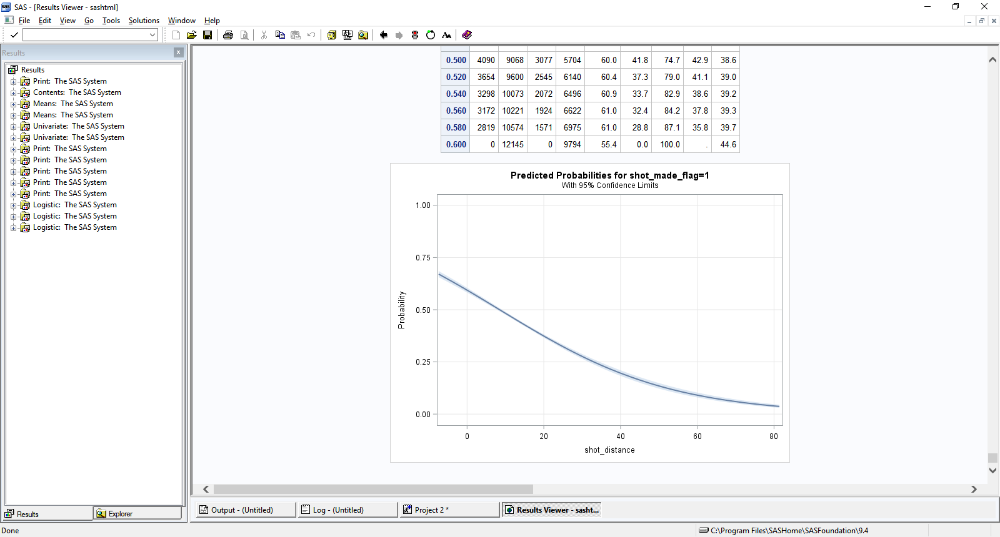 SAS - [Results Viewer - sashtml]
File Edit View Go Tools Solutions Window Help
Results
Results
Print: The SAS System
Contents: The SAS System
Means: The SAS System
Means: The SAS System
Univariate: The SAS System
Univariate: The SAS System
Print: The SAS System
Print: The SAS System
Print: The SAS System
Print: The SAS System
Print: The SAS System
Logistic: The SAS System
Logistic: The SAS System
Logistic: The SAS System
Results Explorer
0.500 4090 9068 3077 5704 60.0 41.8 74.7 42.9 38.6
0.520 3654 9600 2545 6140 60.4 37.3 79.0 41.1 39.0
0.540 3298 10073 2072 6496 60.9 33.7 82.9 38.6 39.2
0.560 3172 10221 1924 6622 61.0 32.4 84.2 37.8 39.3
0.580 2819 10574 1571 6975 61.0 28.8 87.1 35.8 39.7
0.600 0 12145 0 9794 55.4 0.0 100.0 . 44.6
Predicted Probabilities for shot_made_flag=1
With 95% Confidence Limits
Probability
1.00
0.75
0.50
0.25
0.00
0 20 40 60 80
shot_distance
Output - (Untitled) Log - (Untitled) Project 2 * Results Viewer - sasht...
Done C:\Program Files\SASHome\SASFoundation\9.4